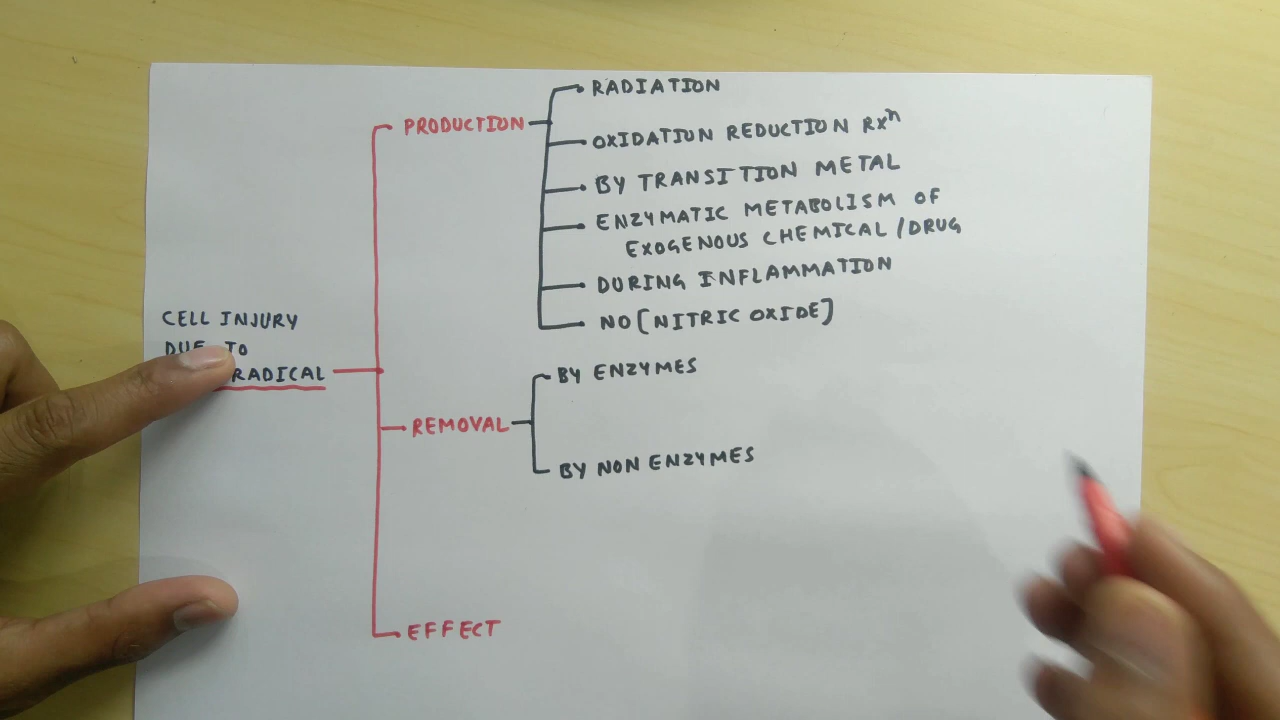 PRODUCTION
RADIATION
OXIDATION REDUCTION RXⁿ
BY TRANSITION METAL
ENZYMATIC METABOLISM OF
EXOGENOUS CHEMICAL/DRUG
DURING INFLAMMATION
NO[NITRIC OXIDE]
CELL INJURY
DUE TO
RADICAL
REMOVAL
BY ENZYMES
BY NON ENZYMES
EFFECT